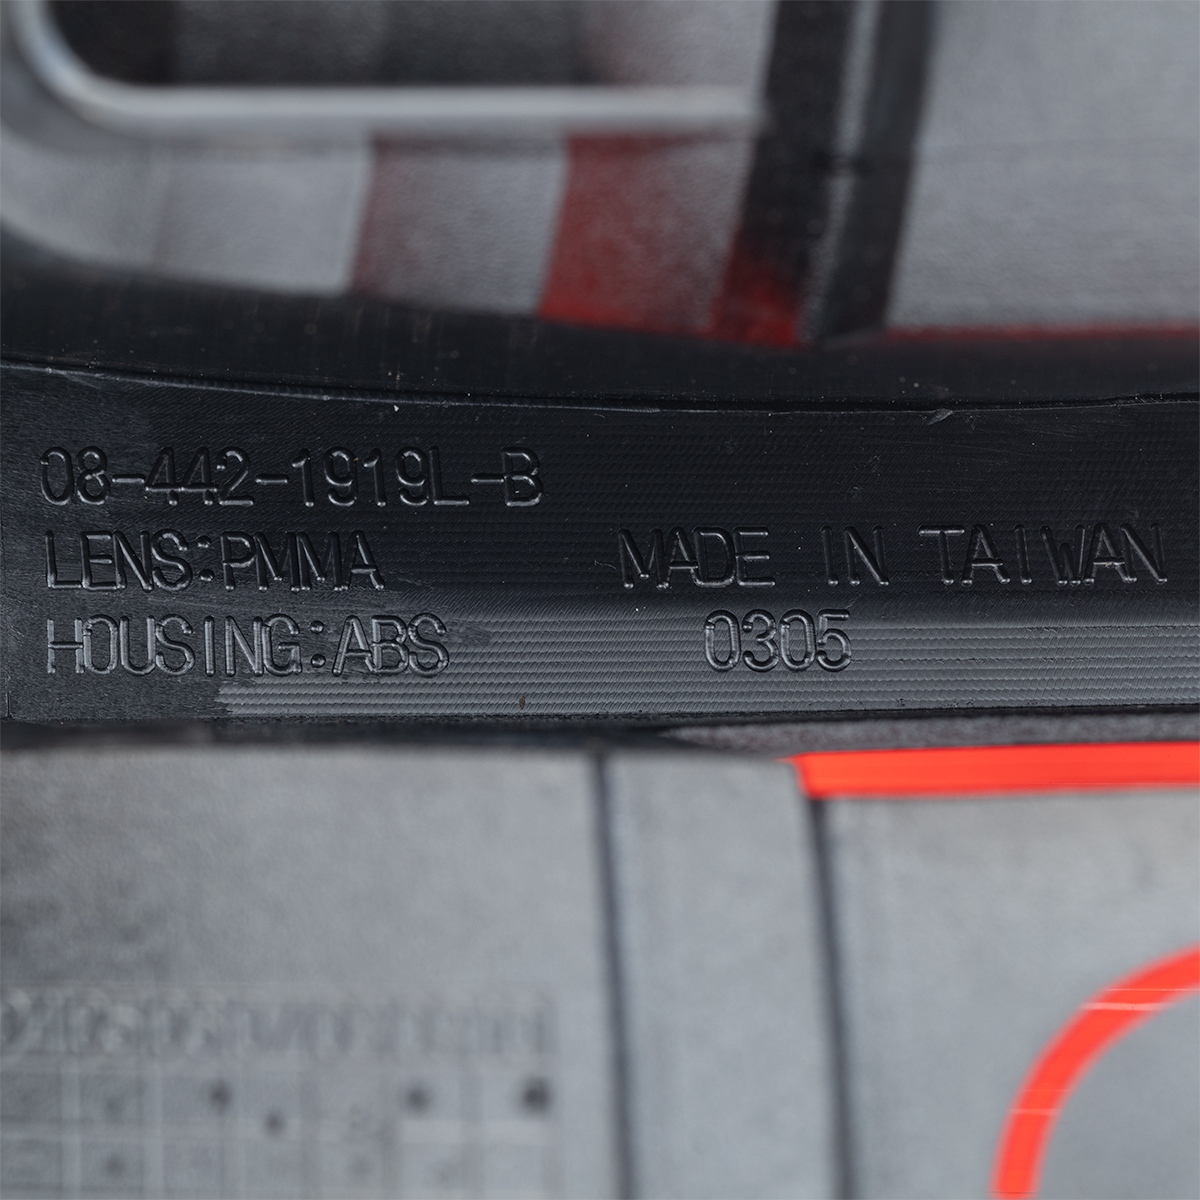 08-442-1919L-B
LENS:PMMA MADE IN TAIWAN
HOUSING:ABS 0305